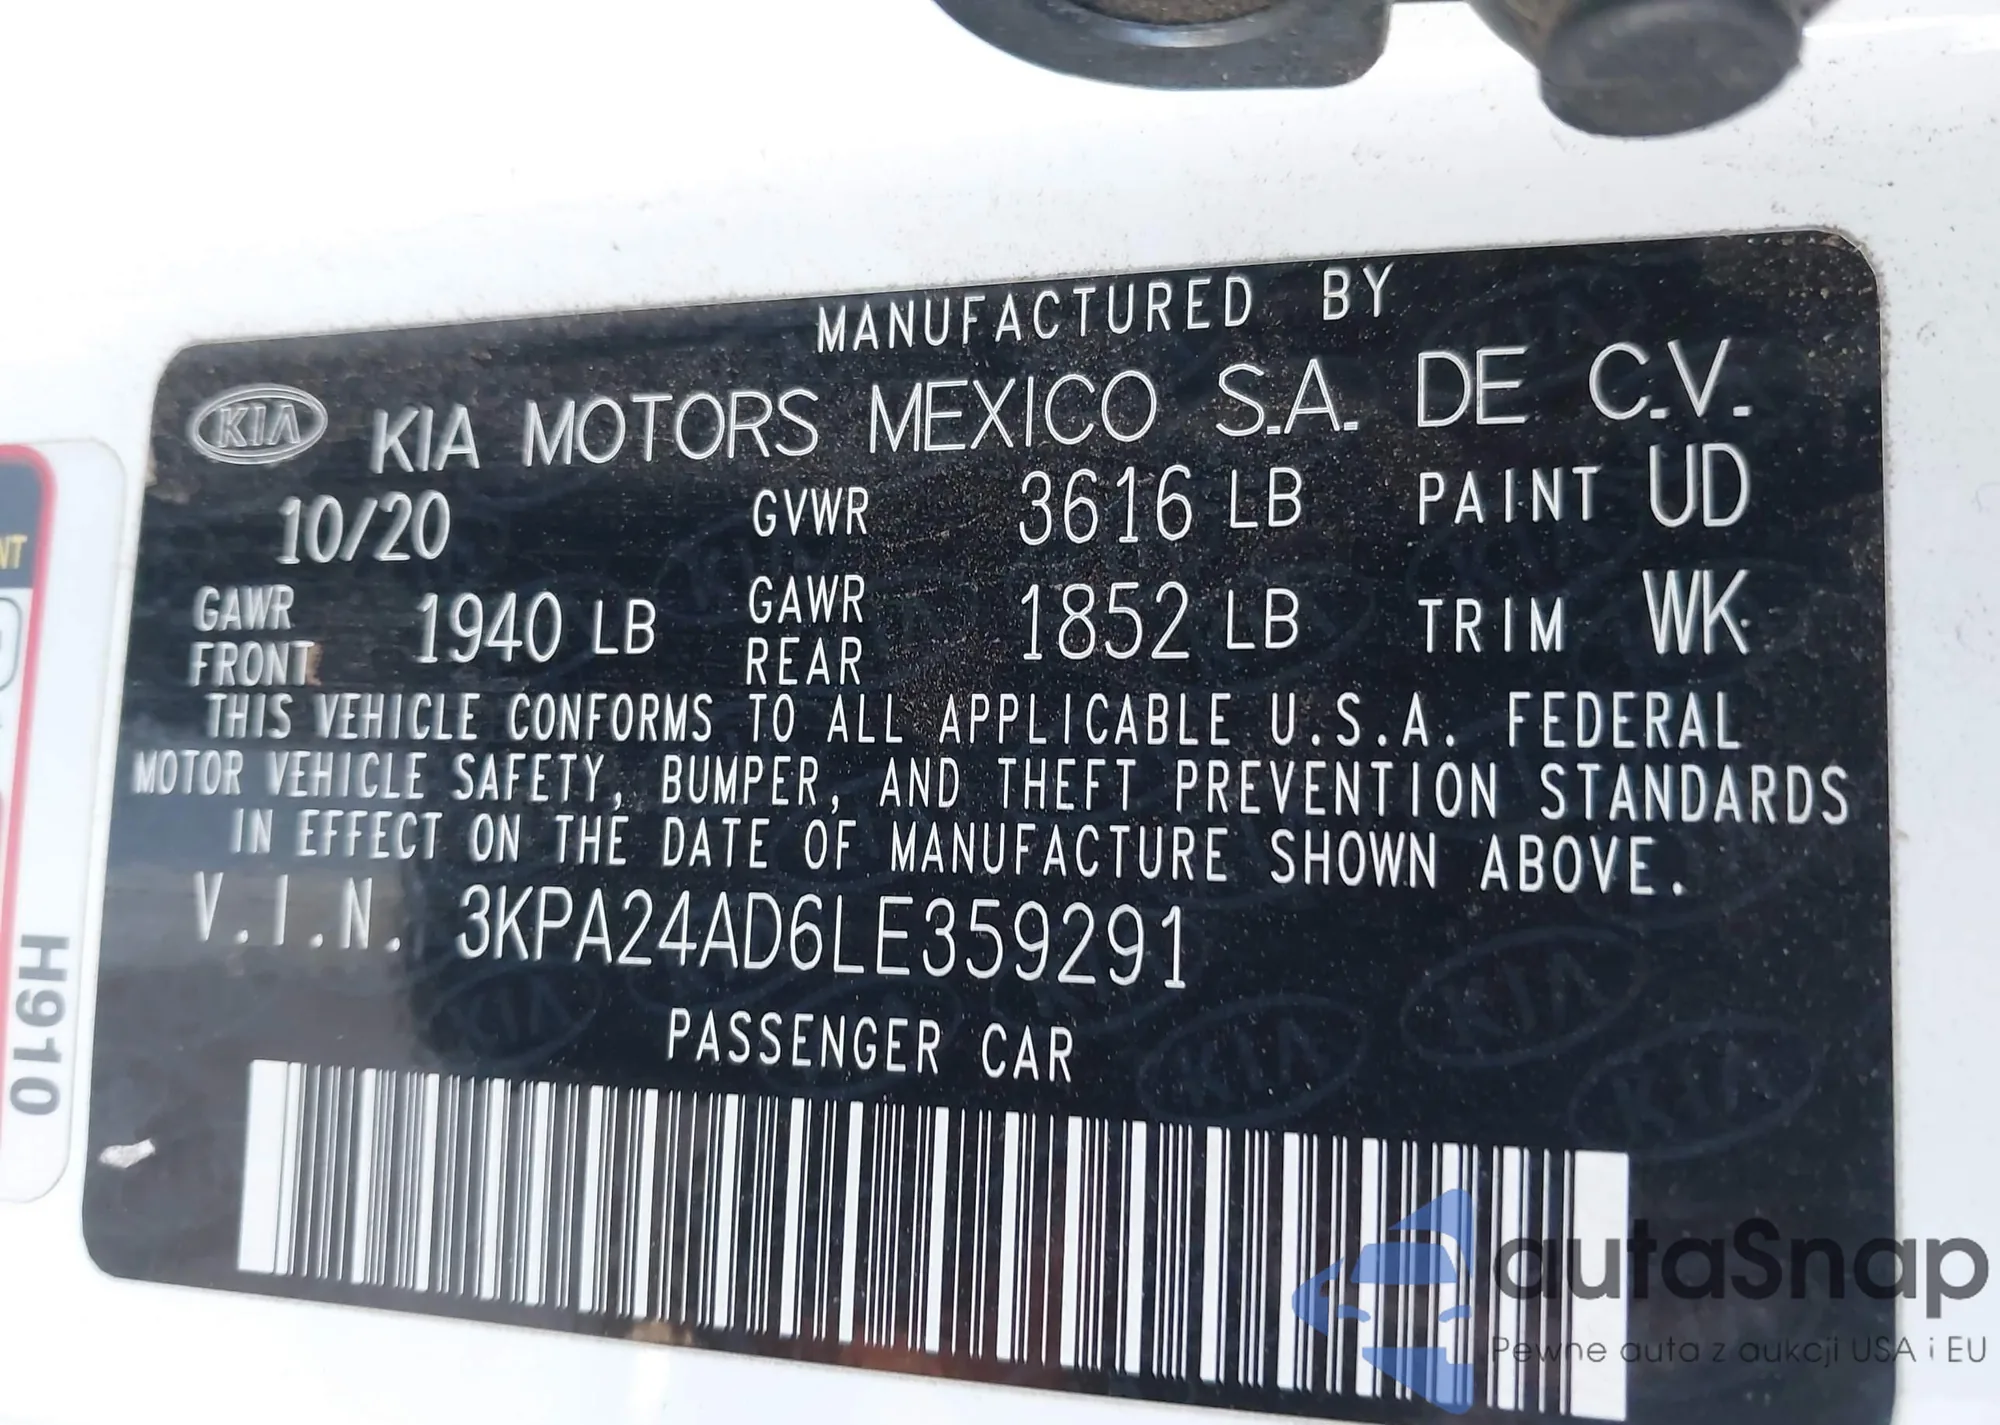 MANUFACTURED BY
KIA KIA MOTORS MEXICO S.A. DE C.V.
10/20 GVWR 3616 LB PAINT UD
GAWR FRONT 1940 LB GAWR REAR 1852 LB TRIM WK
THIS VEHICLE CONFORMS TO ALL APPLICABLE U.S.A. FEDERAL
MOTOR VEHICLE SAFETY, BUMPER, AND THEFT PREVENTION STANDARDS
IN EFFECT ON THE DATE OF MANUFACTURE SHOWN ABOVE.
V.I.N. 3KPA24AD6LE359291
PASSENGER CAR
H910
autaSnap
Pewne auta z aukcji USA i EU